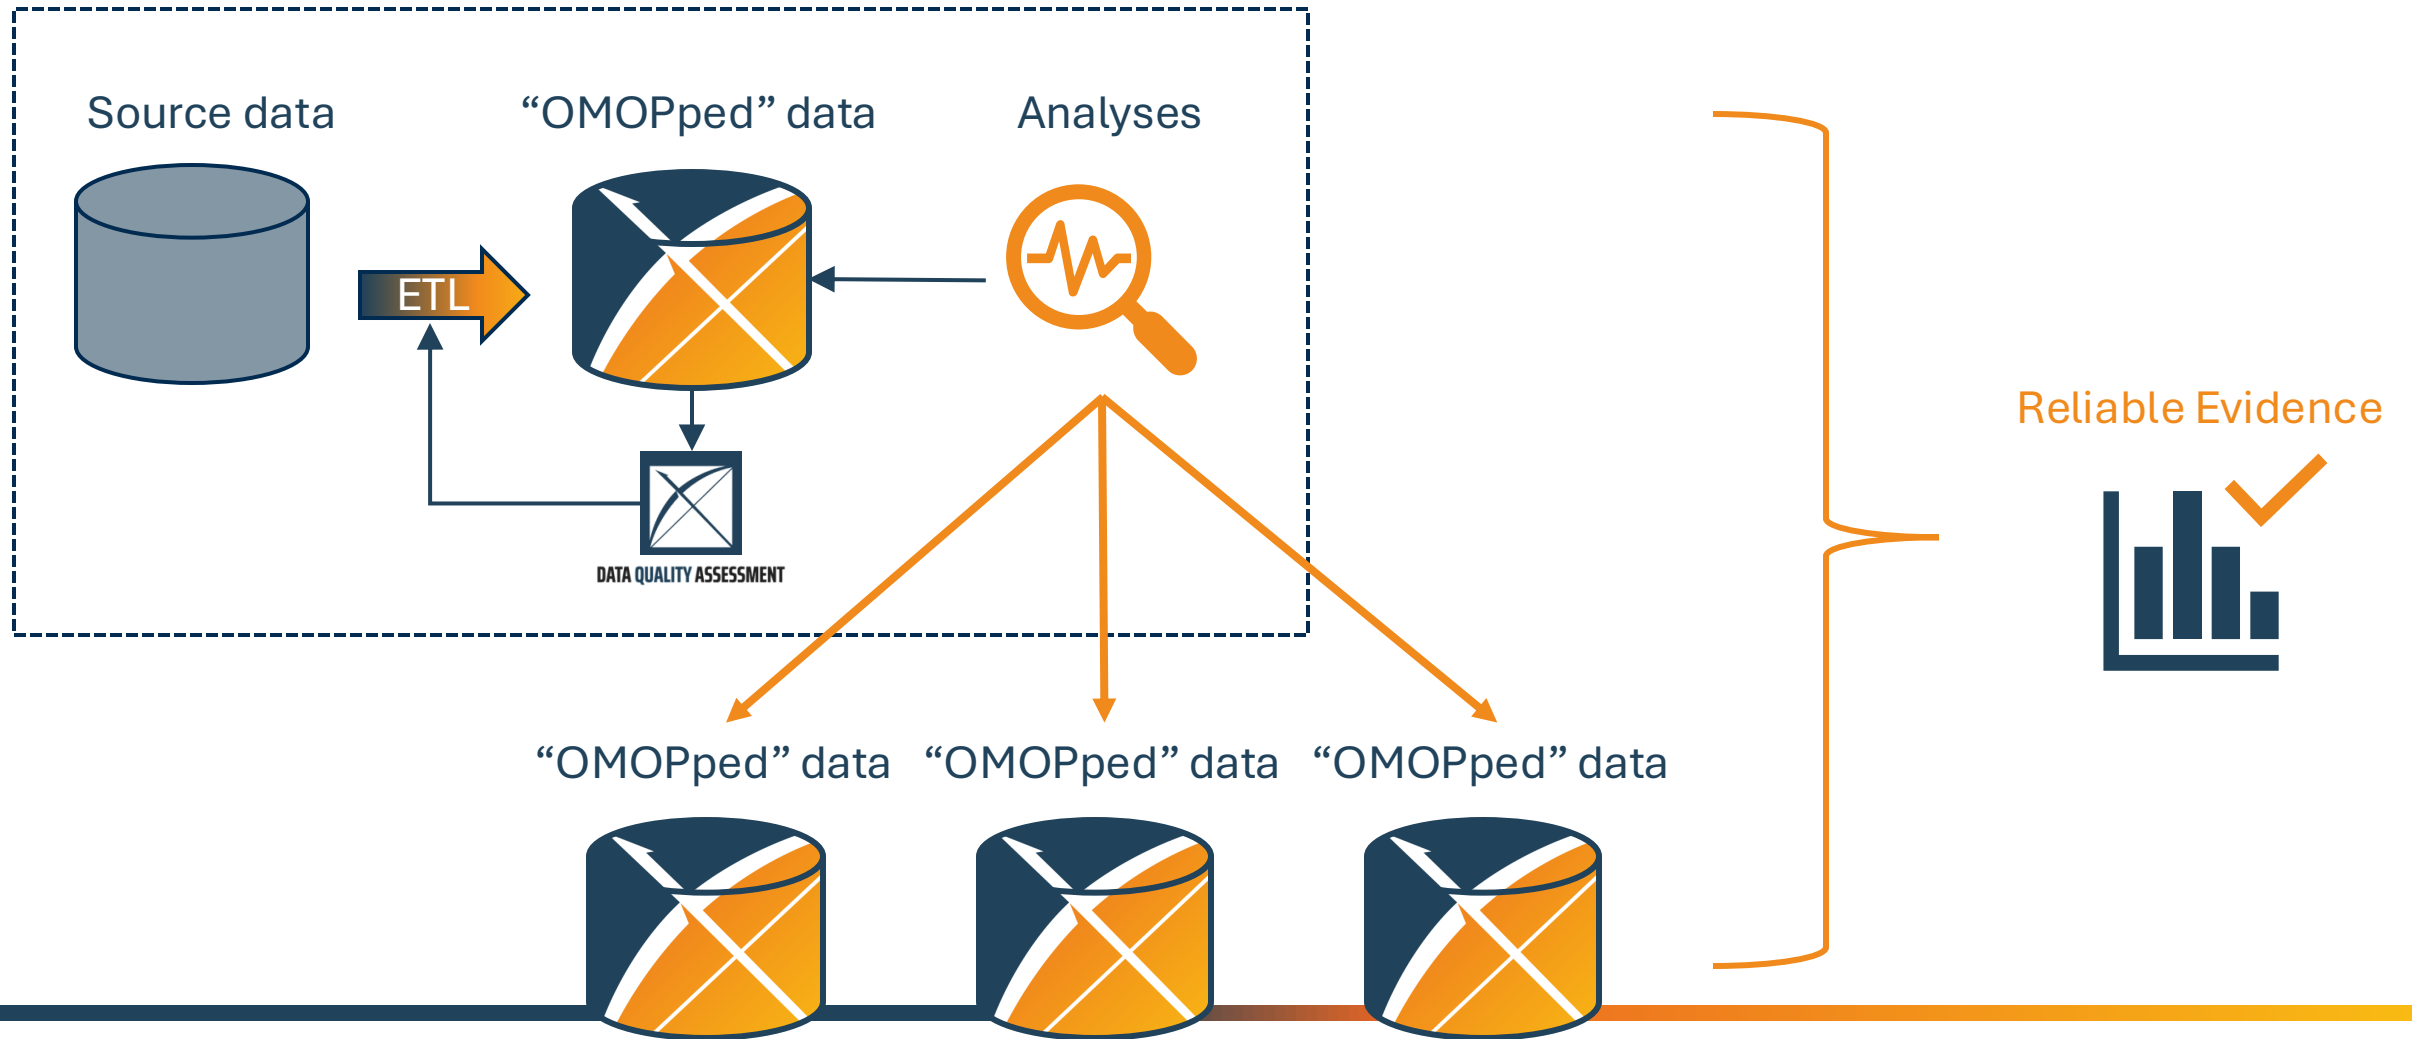 Source data
“OMOPped” data
Analyses
ETL
DATA QUALITY ASSESSMENT
Reliable Evidence
“OMOPped” data
“OMOPped” data
“OMOPped” data